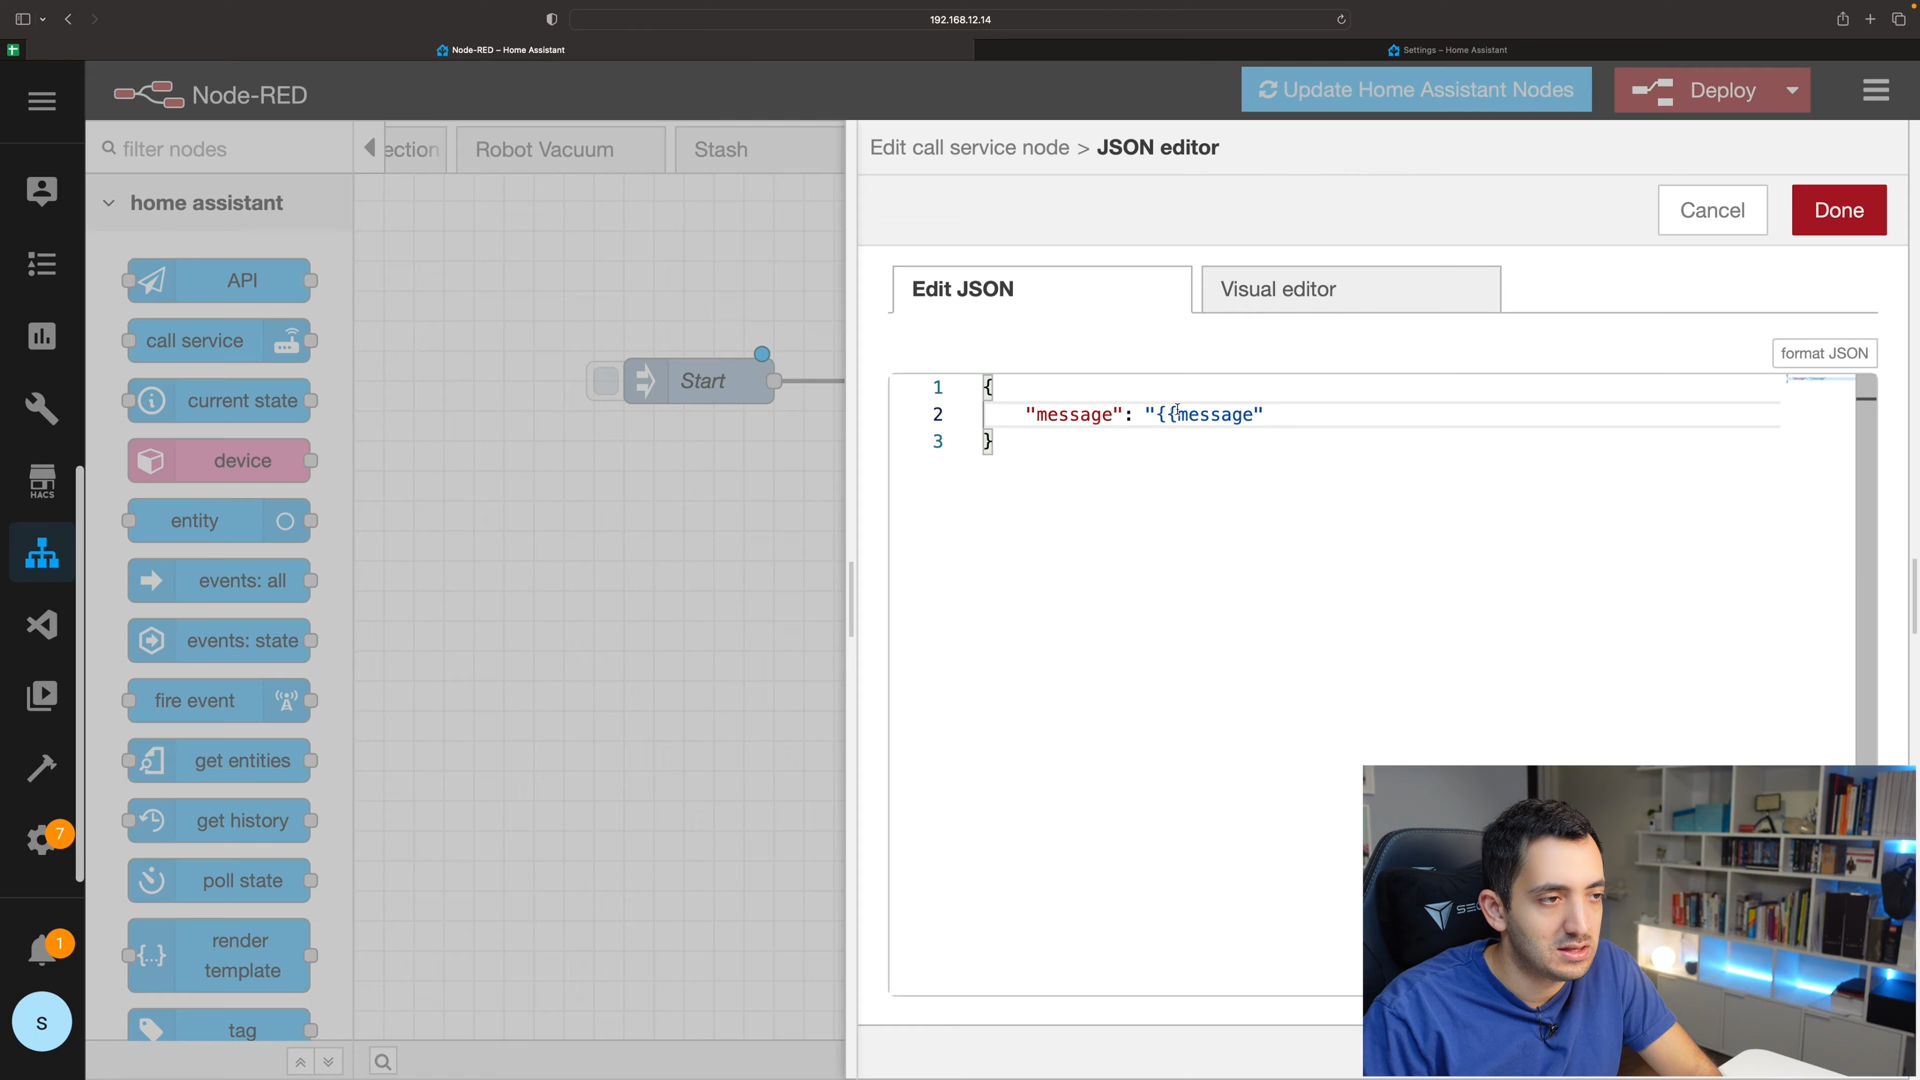 192.168.12.14
Node-RED – Home Assistant
Settings – Home Assistant
Node-RED
Update Home Assistant Nodes
Deploy
filter nodes
ection
Robot Vacuum
Stash
Edit call service node > JSON editor
home assistant
Cancel
Done
API
Edit JSON
Visual editor
call service
format JSON
Start
1 {
current state
2 "message": "{{message"
3 }
device
HACS
entity
events: all
events: state
fire event
get entities
get history
7
poll state
1
render
template
SEC
S
tag